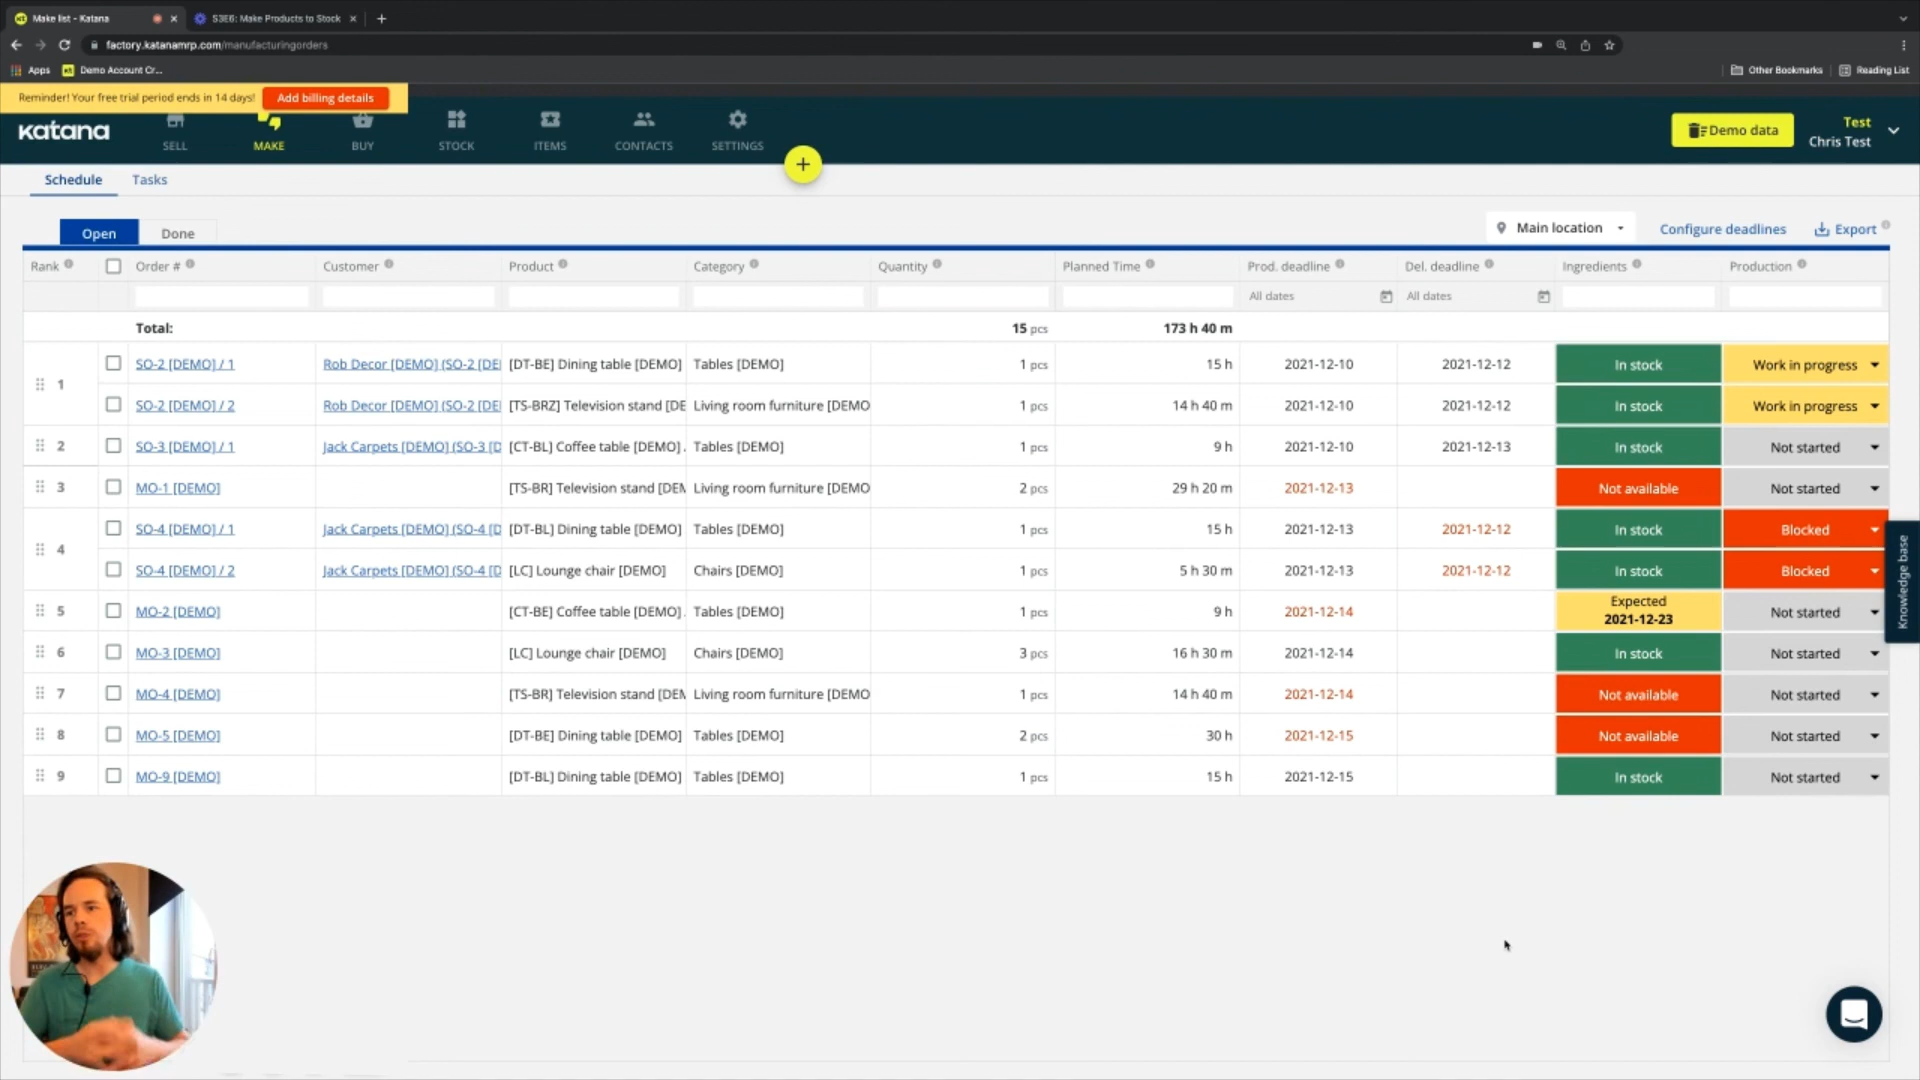 Make list - Katana
S3E6: Make Products to Stock
factory.katanamrp.com/manufacturingorders
Apps
Demo Account Cr...
Other Bookmarks
Reading List
Reminder! Your free trial period ends in 14 days!
Add billing details
katana
SELL
MAKE
BUY
STOCK
ITEMS
CONTACTS
SETTINGS
+
Demo data
Test
Chris Test
Schedule
Tasks
Open
Done
Main location
Configure deadlines
Export
Rank Order # Customer Product Category Quantity Planned Time Prod. deadline Del. deadline Ingredients Production
All dates All dates
Total: 15 pcs 173 h 40 m
1
SO-2 [DEMO] / 1 Rob Decor [DEMO] (SO-2 [DE [DT-BE] Dining table [DEMO] Tables [DEMO] 1 pcs 15 h 2021-12-10 2021-12-12 In stock Work in progress
SO-2 [DEMO] / 2 Rob Decor [DEMO] (SO-2 [DE [TS-BRZ] Television stand [DE Living room furniture [DEMO 1 pcs 14 h 40 m 2021-12-10 2021-12-12 In stock Work in progress
2 SO-3 [DEMO] / 1 Jack Carpets [DEMO] (SO-3 [D [CT-BL] Coffee table [DEMO] . Tables [DEMO] 1 pcs 9 h 2021-12-10 2021-12-13 In stock Not started
3 MO-1 [DEMO] [TS-BR] Television stand [DEM Living room furniture [DEMO 2 pcs 29 h 20 m 2021-12-13 Not available Not started
4
SO-4 [DEMO] / 1 Jack Carpets [DEMO] (SO-4 [D [DT-BL] Dining table [DEMO] Tables [DEMO] 1 pcs 15 h 2021-12-13 2021-12-12 In stock Blocked
SO-4 [DEMO] / 2 Jack Carpets [DEMO] (SO-4 [D [LC] Lounge chair [DEMO] Chairs [DEMO] 1 pcs 5 h 30 m 2021-12-13 2021-12-12 In stock Blocked
5 MO-2 [DEMO] [CT-BE] Coffee table [DEMO] . Tables [DEMO] 1 pcs 9 h 2021-12-14 Expected 2021-12-23 Not started
6 MO-3 [DEMO] [LC] Lounge chair [DEMO] Chairs [DEMO] 3 pcs 16 h 30 m 2021-12-14 In stock Not started
7 MO-4 [DEMO] [TS-BR] Television stand [DEM Living room furniture [DEMO 1 pcs 14 h 40 m 2021-12-14 Not available Not started
8 MO-5 [DEMO] [DT-BE] Dining table [DEMO] Tables [DEMO] 2 pcs 30 h 2021-12-15 Not available Not started
9 MO-9 [DEMO] [DT-BL] Dining table [DEMO] Tables [DEMO] 1 pcs 15 h 2021-12-15 In stock Not started
Knowledge base